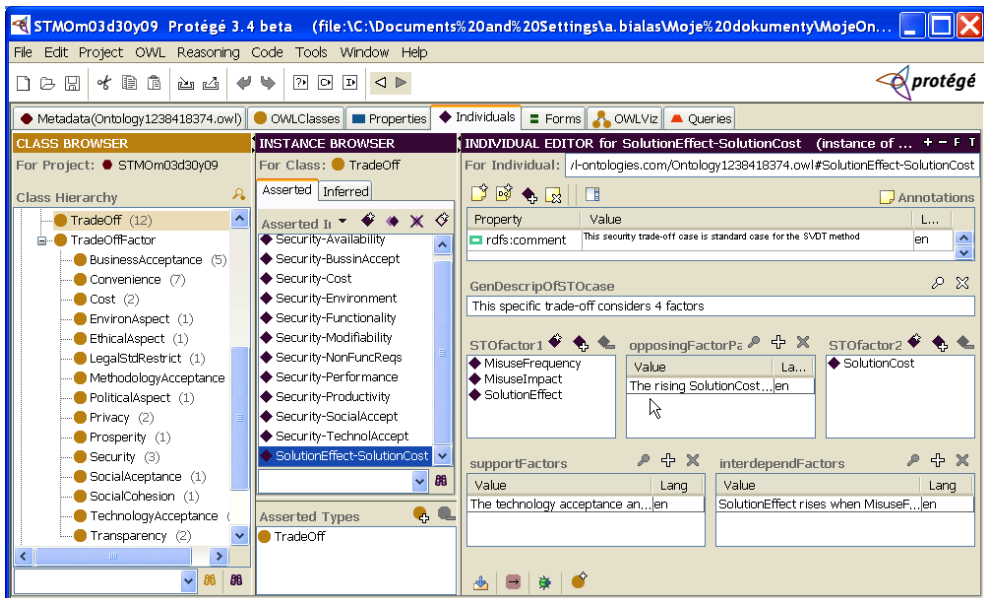 STMOm03d30y09 Protégé 3.4 beta (file:\C:\Documents%20and%20Settings\a.bialas\Moje%20dokumenty\MojeOn...
File Edit Project OWL Reasoning Code Tools Window Help
protégé
Metadata(Ontology1238418374.owl) OWLClasses Properties Individuals Forms OWLViz Queries
CLASS BROWSER
For Project: STMOm03d30y09
Class Hierarchy
TradeOff (12)
TradeOffFactor
BusinessAcceptance (5)
Convenience (7)
Cost (2)
EnvironAspect (1)
EthicalAspect (1)
LegalStdRestrict (1)
MethodologyAcceptance
PoliticalAspect (1)
Privacy (2)
Prosperity (1)
Security (3)
SocialAceptance (1)
SocialCohesion (1)
TechnologyAcceptance (
Transparency (2)
INSTANCE BROWSER
For Class: TradeOff
Asserted Inferred
Asserted In
Security-Availability
Security-BussinAccept
Security-Cost
Security-Environment
Security-Functionality
Security-Modifiability
Security-NonFuncReqs
Security-Performance
Security-Productivity
Security-SocialAccept
Security-TechnolAccept
SolutionEffect-SolutionCost
Asserted Types
TradeOff
INDIVIDUAL EDITOR for SolutionEffect-SolutionCost (instance of ... + - F T
For Individual: /l-ontologies.com/Ontology1238418374.owl#SolutionEffect-SolutionCost
Annotations
Property Value L...
rdfs:comment This security trade-off case is standard case for the SVDT method en
GenDescripOfSTOcase
This specific trade-off considers 4 factors
STOfactor1 opposingFactorPa STOfactor2
MisuseFrequency
MisuseImpact
SolutionEffect
Value La...
The rising SolutionCost... en
SolutionCost
supportFactors interdependFactors
Value Lang Value Lang
The technology acceptance an... en SolutionEffect rises when MisuseF... en